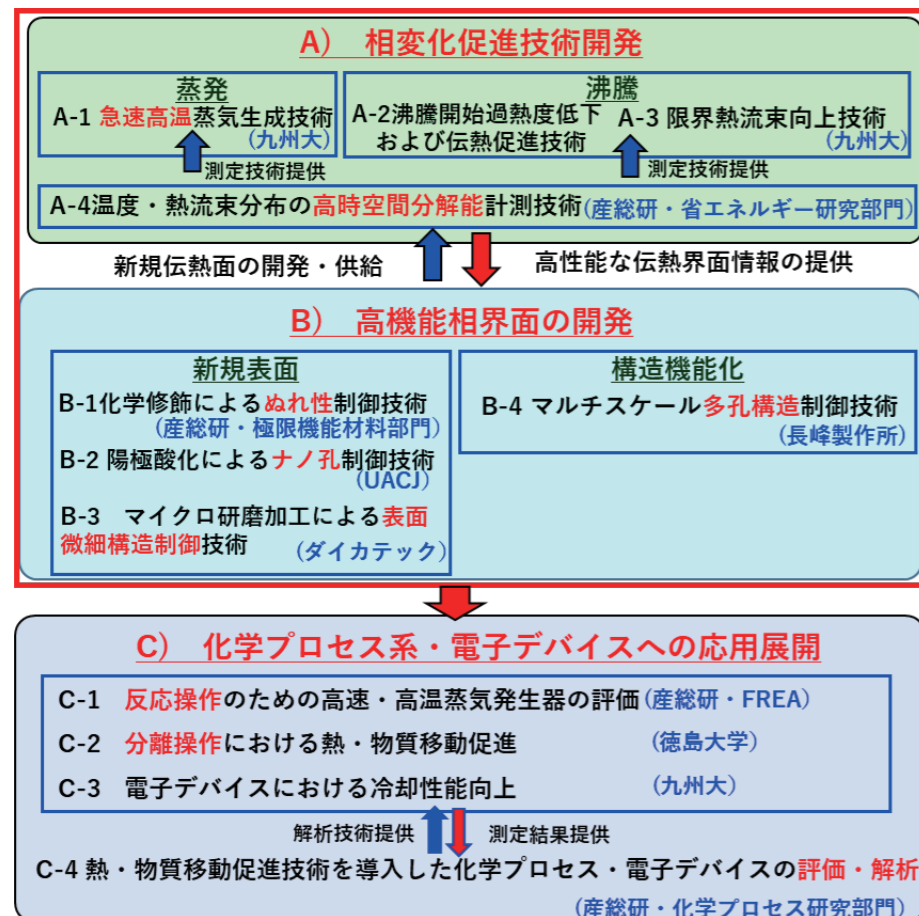 A) 相変化促進技術開発
蒸発
A-1 急速高温蒸気生成技術
(九州大)
沸騰
A-2沸騰開始過熱度低下
および伝熱促進技術
A-3 限界熱流束向上技術
(九州大)
測定技術提供
測定技術提供
A-4温度・熱流束分布の高時空間分解能計測技術(産総研・省エネルギー研究部門)
新規伝熱面の開発・供給
高性能な伝熱界面情報の提供
B) 高機能相界面の開発
新規表面
B-1化学修飾によるぬれ性制御技術
(産総研・極限機能材料部門)
B-2 陽極酸化によるナノ孔制御技術
(UACJ)
B-3 マイクロ研磨加工による表面
微細構造制御技術 (ダイカテック)
構造機能化
B-4 マルチスケール多孔構造制御技術
(長峰製作所)
C) 化学プロセス系・電子デバイスへの応用展開
C-1 反応操作のための高速・高温蒸気発生器の評価(産総研・FREA)
C-2 分離操作における熱・物質移動促進 (徳島大学)
C-3 電子デバイスにおける冷却性能向上 (九州大)
解析技術提供
測定結果提供
C-4 熱・物質移動促進技術を導入した化学プロセス・電子デバイスの評価・解析
(産総研・化学プロセス研究部門)